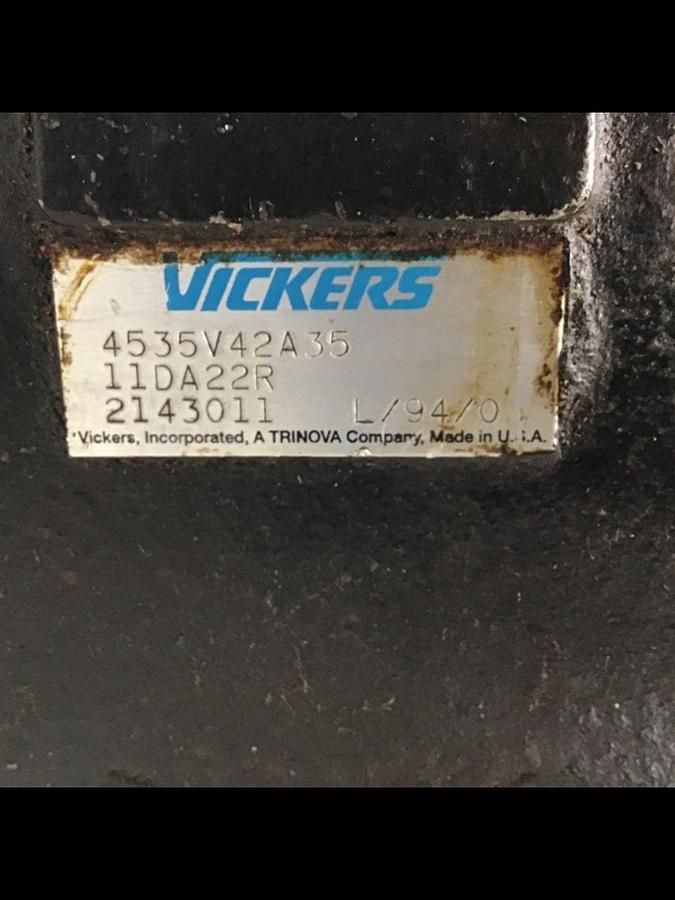 VICKERS
4535V42A35
11DA22R
2143011 L/94/0
Vickers, Incorporated, A TRINOVA Company, Made in U.S.A.